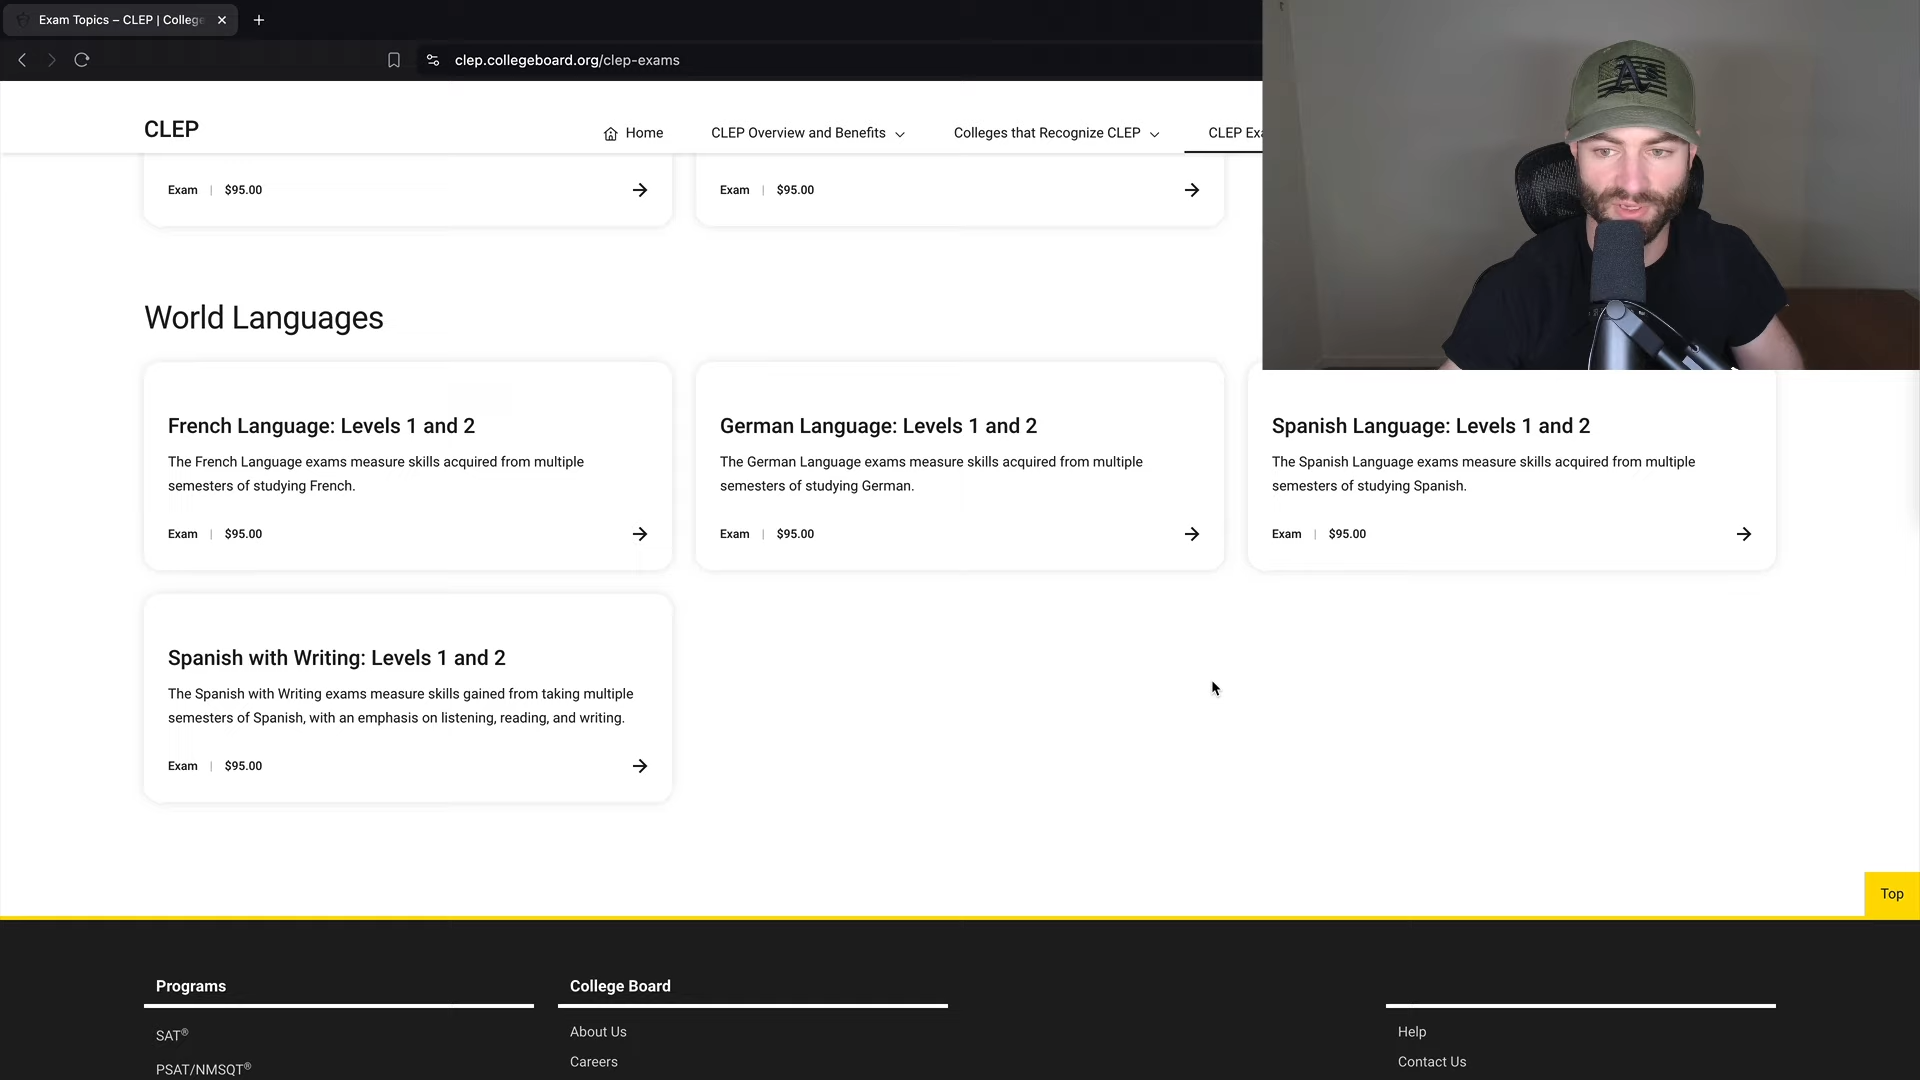 Exam Topics – CLEP | College
clep.collegeboard.org/clep-exams
CLEP
Home
CLEP Overview and Benefits
Colleges that Recognize CLEP
CLEP Exa
Exam | $95.00
Exam | $95.00
World Languages
French Language: Levels 1 and 2
The French Language exams measure skills acquired from multiple
semesters of studying French.
Exam | $95.00
German Language: Levels 1 and 2
The German Language exams measure skills acquired from multiple
semesters of studying German.
Exam | $95.00
Spanish Language: Levels 1 and 2
The Spanish Language exams measure skills acquired from multiple
semesters of studying Spanish.
Exam | $95.00
Spanish with Writing: Levels 1 and 2
The Spanish with Writing exams measure skills gained from taking multiple
semesters of Spanish, with an emphasis on listening, reading, and writing.
Exam | $95.00
Top
Programs
SAT®
PSAT/NMSQT®
College Board
About Us
Careers
Help
Contact Us
A's